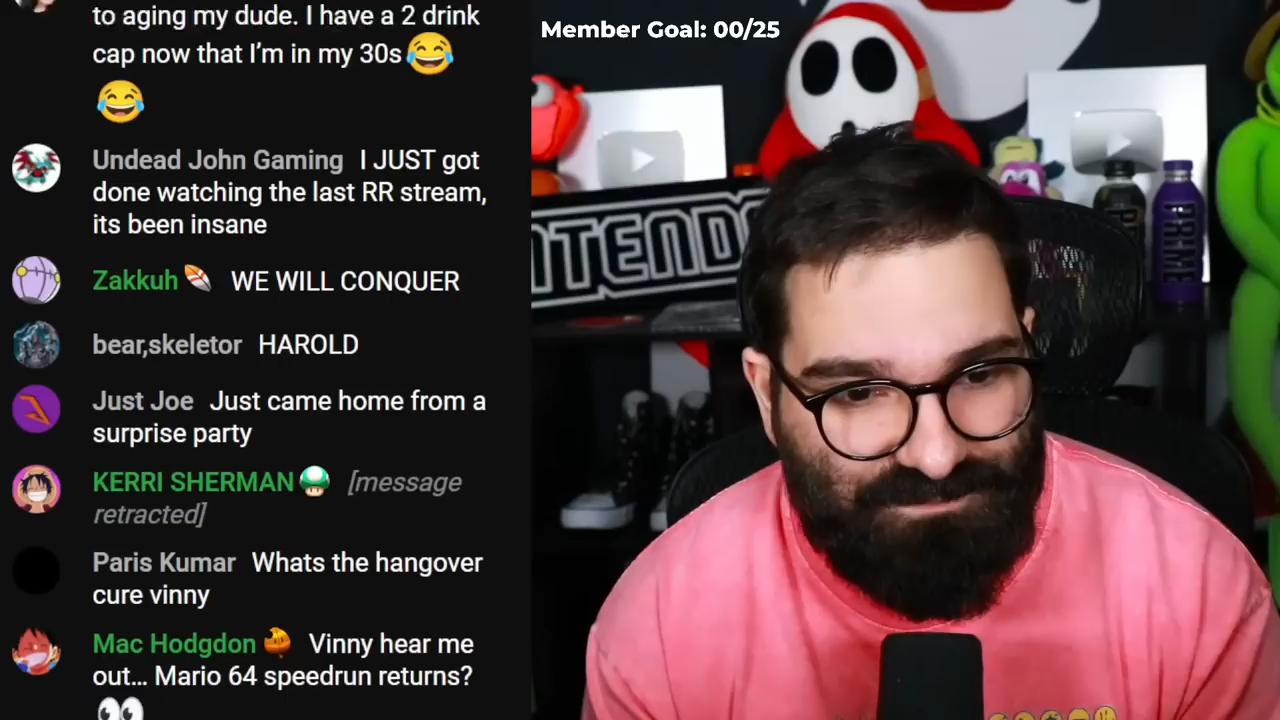 to aging my dude. I have a 2 drink
cap now that I’m in my 30s😂
😂
Undead John Gaming I JUST got
done watching the last RR stream,
its been insane
Zakkuh WE WILL CONQUER
bear,skeletor HAROLD
Just Joe Just came home from a
surprise party
KERRI SHERMAN [message
retracted]
Paris Kumar Whats the hangover
cure vinny
Mac Hodgdon Vinny hear me
out... Mario 64 speedrun returns?
👀
Member Goal: 00/25
NTENDO
PRIME
PRIME